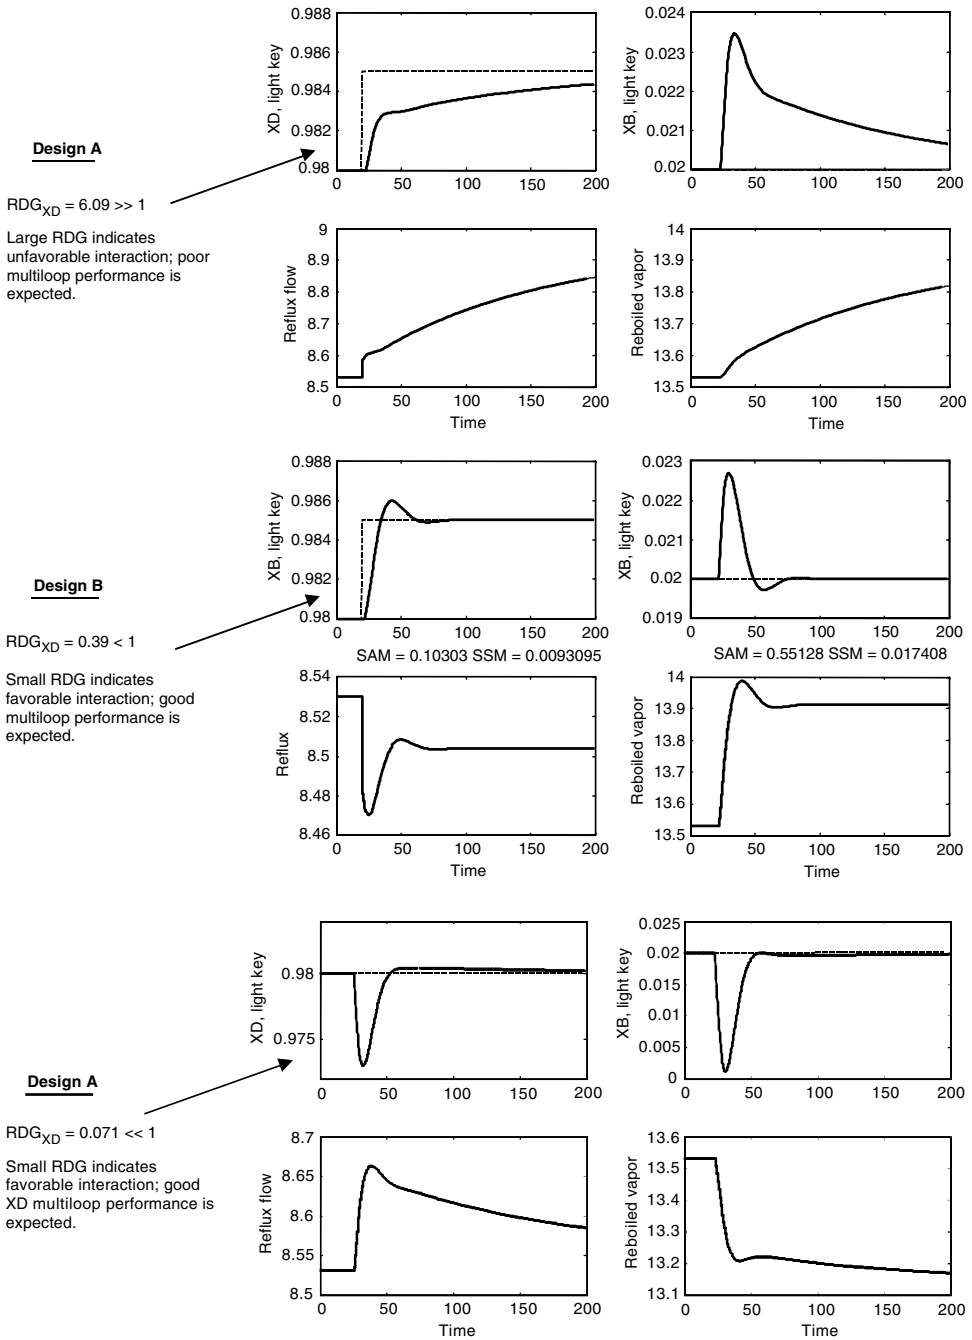 0.988
0.986
0.984
0.982
0.98
XD, light key
0 50 100 150 200
0.024
0.023
0.022
0.021
0.02
XB, light key
0 50 100 150 200
Design A
RDGXD = 6.09 >> 1
Large RDG indicates
unfavorable interaction; poor
multiloop performance is
expected.
9
8.9
8.8
8.7
8.6
8.5
Reflux flow
0 50 100 150 200
Time
14
13.9
13.8
13.7
13.6
13.5
Reboiled vapor
0 50 100 150 200
Time
0.988
0.986
0.984
0.982
0.98
XB, light key
0 50 100 150 200
SAM = 0.10303 SSM = 0.0093095
0.023
0.022
0.021
0.02
0.019
XB, light key
0 50 100 150 200
SAM = 0.55128 SSM = 0.017408
Design B
RDGXD = 0.39 < 1
Small RDG indicates
favorable interaction; good
multiloop performance is
expected.
8.54
8.52
8.5
8.48
8.46
Reflux
0 50 100 150 200
Time
14
13.9
13.8
13.7
13.6
13.5
Reboiled vapor
0 50 100 150 200
Time
0.98
0.975
XD, light key
0 50 100 150 200
0.025
0.02
0.015
0.01
0.005
0
XB, light key
0 50 100 150 200
Design A
RDGXD = 0.071 << 1
Small RDG indicates
favorable interaction; good
XD multiloop performance is
expected.
8.7
8.65
8.6
8.53
8.5
Reflux flow
0 50 100 150 200
Time
13.6
13.5
13.4
13.3
13.2
13.1
Reboiled vapor
0 50 100 150 200
Time